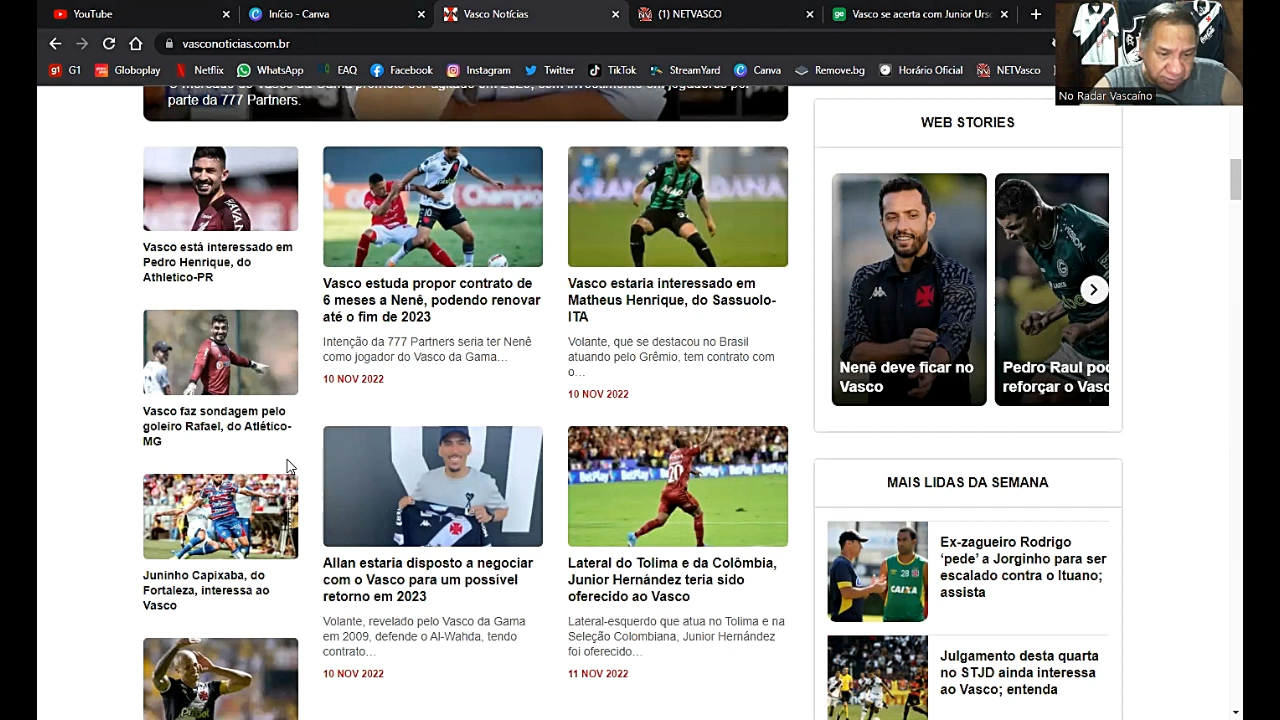 YouTube
Início - Canva
Vasco Notícias
(1) NETVASCO
Vasco se acerta com Junior Urso
vasconoticias.com.br
G1
Globoplay
Netflix
WhatsApp
EAQ
Facebook
Instagram
Twitter
TikTok
StreamYard
Canva
Remove.bg
Horário Oficial
NETVasco
No Radar Vascaíno
parte da 777 Partners.
Vasco está interessado em
Pedro Henrique, do
Athletico-PR
Vasco faz sondagem pelo
goleiro Rafael, do Atlético-
MG
Juninho Capixaba, do
Fortaleza, interessa ao
Vasco
Vasco estuda propor contrato de
6 meses a Nenê, podendo renovar
até o fim de 2023
Intenção da 777 Partners seria ter Nenê
como jogador do Vasco da Gama...
10 NOV 2022
Vasco estaria interessado em
Matheus Henrique, do Sassuolo-
ITA
Volante, que se destacou no Brasil
atuando pelo Grêmio, tem contrato com
o...
10 NOV 2022
Allan estaria disposto a negociar
com o Vasco para um possível
retorno em 2023
Volante, revelado pelo Vasco da Gama
em 2009, defende o Al-Wahda, tendo
contrato...
10 NOV 2022
Lateral do Tolima e da Colômbia,
Junior Hernández teria sido
oferecido ao Vasco
Lateral-esquerdo que atua no Tolima e na
Seleção Colombiana, Junior Hernández
foi oferecido...
11 NOV 2022
WEB STORIES
Nenê deve ficar no
Vasco
Pedro Raul pod
reforçar o Vasc
MAIS LIDAS DA SEMANA
Ex-zagueiro Rodrigo
‘pede’ a Jorginho para ser
escalado contra o Ituano;
assista
Julgamento desta quarta
no STJD ainda interessa
ao Vasco; entenda